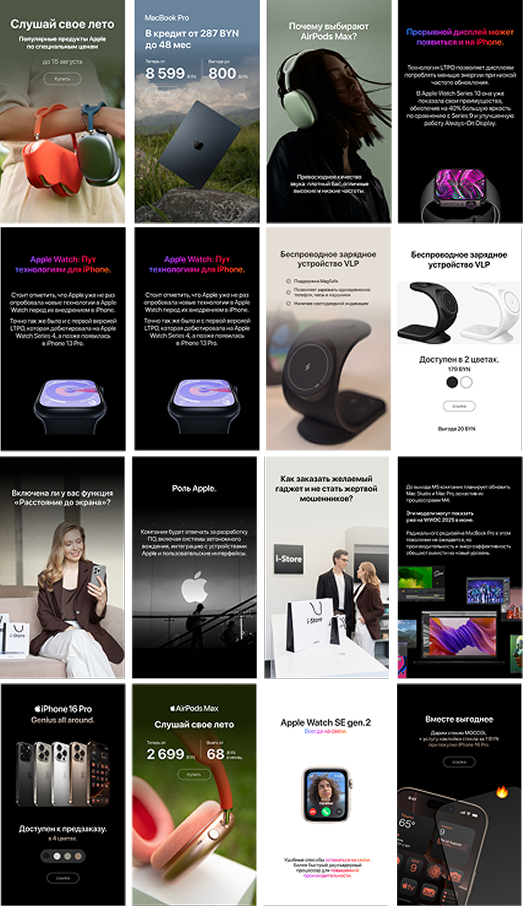 Слушай свое лето
Популярные продукты Apple
по специальным ценам
до 15 августа
Купить
MacBook Pro
В кредит от 287 BYN
до 48 мес
Теперь от
Выгода до
8 599 BYN
800 BYN
Купить
Почему выбирают
AirPods Max?
Превосходное качество
звука: плотный бас, отличные
высокие и низкие частоты.
Прорывной дисплей может
появиться и на iPhone.
Технология LTPO позволяет дисплеям
потреблять меньше энергии при низкой
частоте обновления.
В Apple Watch Series 10 она уже
показала свои преимущества,
обеспечив на 40% большую яркость
по сравнению с Series 9 и улучшенную
работу Always-On Display.
Apple Watch: Пут
технологиям для iPhone.
Стоит отметить, что Apple уже не раз
опробовала новые технологии в Apple
Watch перед их внедрением в iPhone.
Точно так же было и с первой версией
LTPO, которая дебютировала на Apple
Watch Series 4, а позже появилась
в iPhone 13 Pro.
Apple Watch: Пут
технологиям для iPhone.
Стоит отметить, что Apple уже не раз
опробовала новые технологии в Apple
Watch перед их внедрением в iPhone.
Точно так же было и с первой версией
LTPO, которая дебютировала на Apple
Watch Series 4, а позже появилась
в iPhone 13 Pro.
Беспроводное зарядное
устройство VLP
Поддержка MagSafe
Позволяет заряжать одновременно
телефон, часы и наушники
Наличие светодиодной индикации
Беспроводное зарядное
устройство VLP
Доступен в 2 цветах.
179 BYN
ссылка
Выгода 20 BYN
Включена ли у вас функция
«Расстояние до экрана»?
i-Store
Роль Apple.
Компания будет отвечать за разработку
ПО, включая системы автономного
вождения, интеграцию с устройствами
Apple и пользовательские интерфейсы.
Как заказать желаемый
гаджет и не стать жертвой
мошенников?
i-Store
i-Store
До выхода M5 компания планирует обновить
Mac Studio и Mac Pro, оснастив их
процессорами M4.
Эти модели могут показать
уже на WWDC 2025 в июне.
Радикального редизайна MacBook Pro в этом
поколении не ожидается, но
производительность и энергоэффективность
обещают вывести на новый уровень.
iPhone 16 Pro
Genius all around.
Доступен к предзаказу.
в 4 цветах.
ссылка
AirPods Max
Слушай свое лето
Теперь от
Всего от
2 699 BYN
68 BYN
в месяц
Купить
Apple Watch SE gen.2
Всегда на связи.
Удобные способы оставаться на связи.
Более быстрый двухъядерный
процессор для повышенной
производительности.
Вместе выгоднее
Дарим стекло MOCOLL
+ услугу наклейки стекла за 1 BYN
при покупке iPhone 16 Pro.
ссылка
9:41
65°